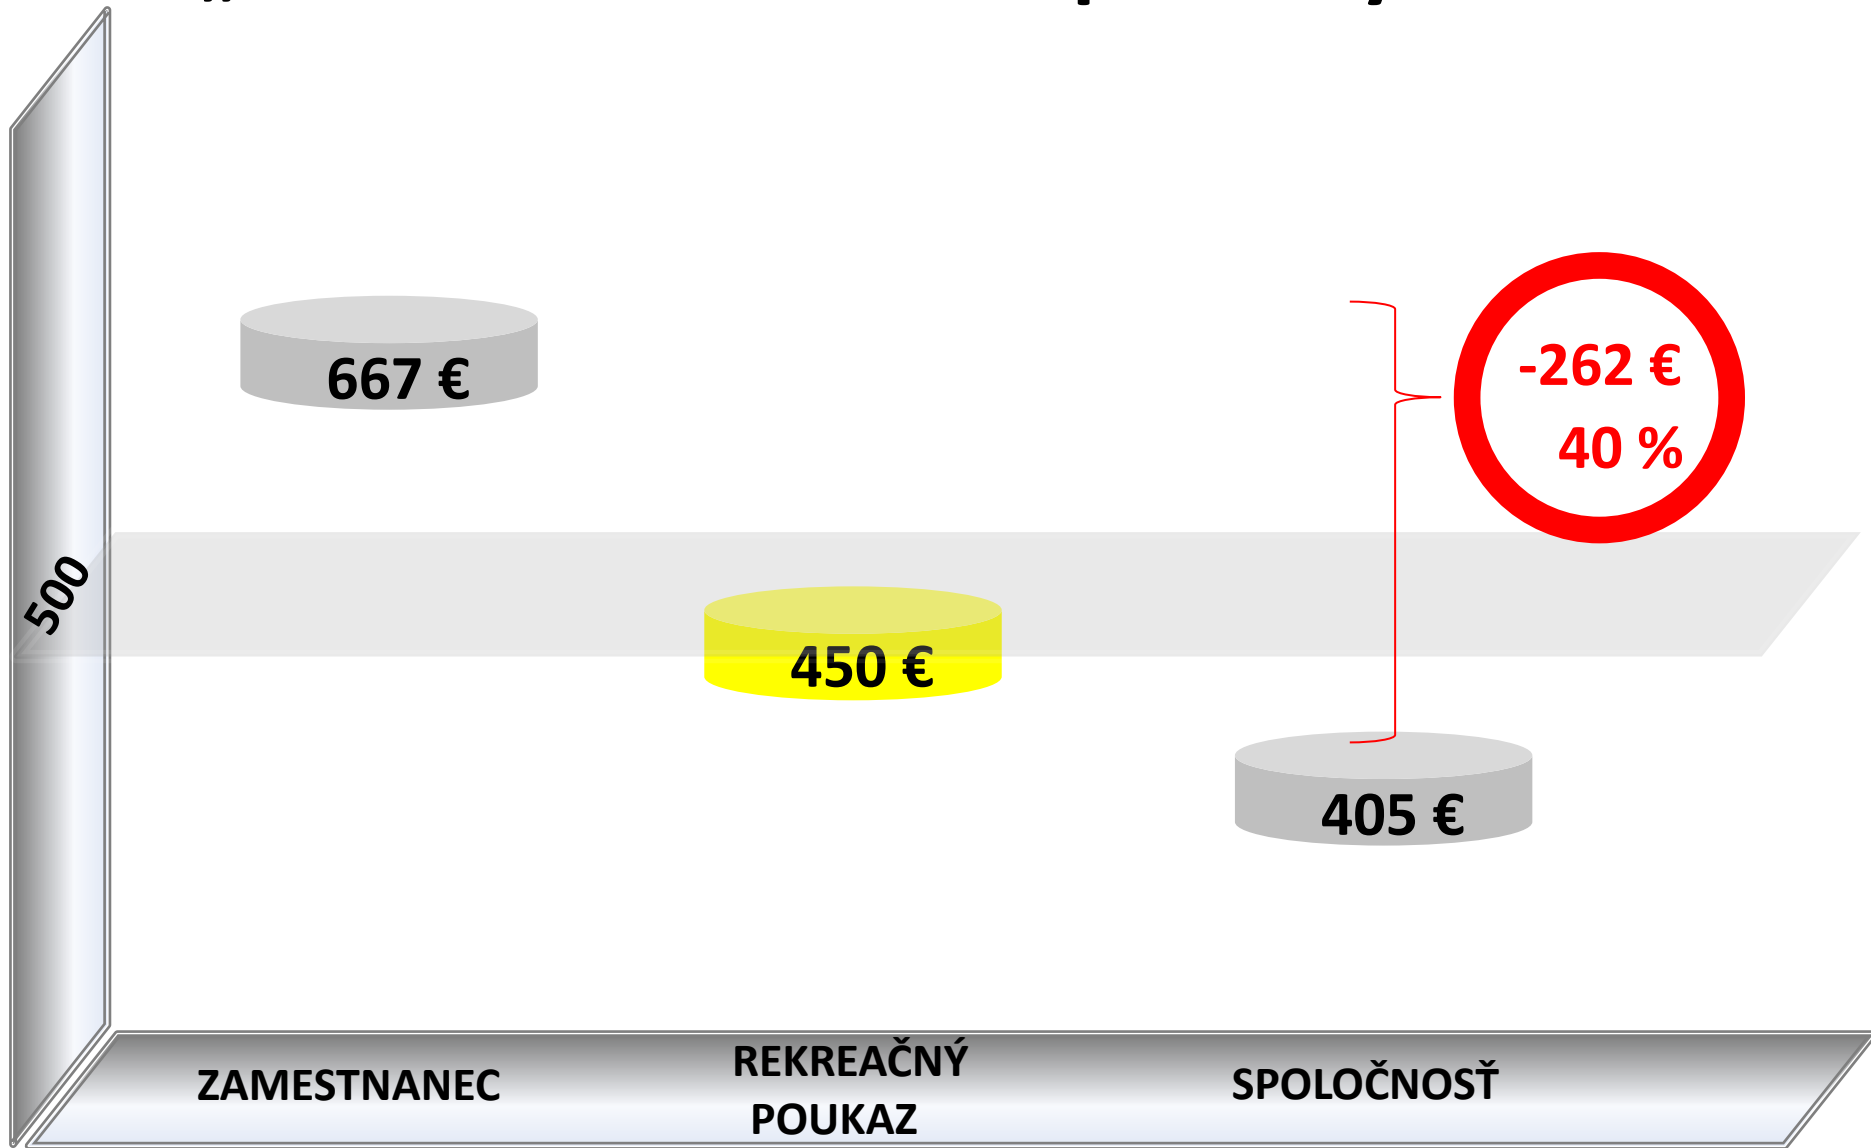 667 €
-262 €
40 %
500
450 €
405 €
ZAMESTNANEC
REKREAČNÝ
POUKAZ
SPOLOČNOSŤ